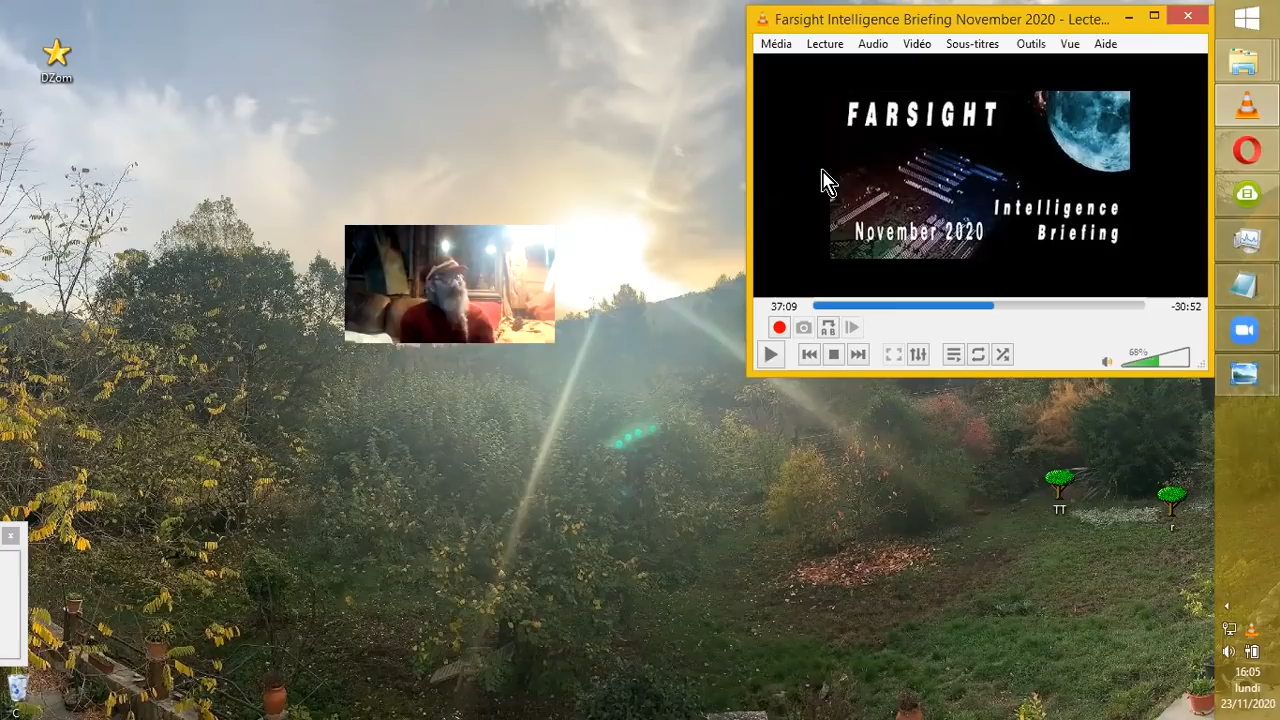 DZom
Farsight Intelligence Briefing November 2020 - Lecte...
Média Lecture Audio Vidéo Sous-titres Outils Vue Aide
FARSIGHT
Intelligence
November 2020
Briefing
37:09
-30:52
68%
TT
r
C
16:05
lundi
23/11/2020